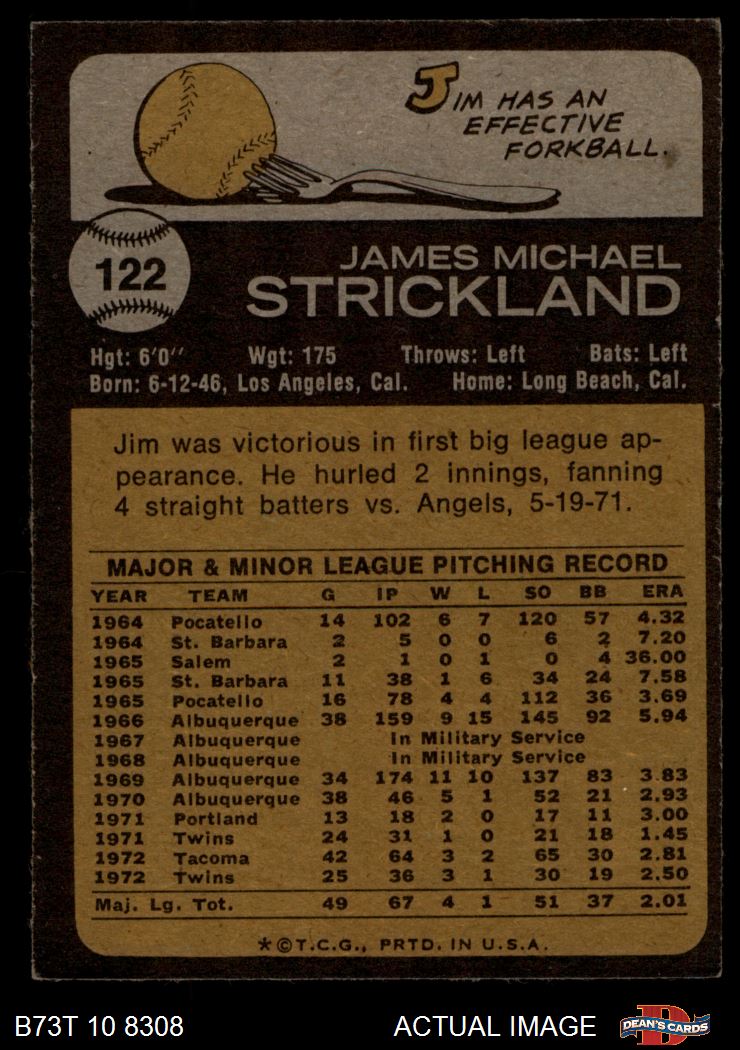 JIM HAS AN
EFFECTIVE
FORKBALL.
122
JAMES MICHAEL
STRICKLAND
Hgt: 6'0" Wgt: 175 Throws: Left Bats: Left
Born: 6-12-46, Los Angeles, Cal. Home: Long Beach, Cal.
Jim was victorious in first big league ap-
pearance. He hurled 2 innings, fanning
4 straight batters vs. Angels, 5-19-71.
MAJOR & MINOR LEAGUE PITCHING RECORD
YEAR TEAM G IP W L SO BB ERA
1964 Pocatello 14 102 6 7 120 57 4.32
1964 St. Barbara 2 5 0 0 6 2 7.20
1965 Salem 2 1 0 1 0 4 36.00
1965 St. Barbara 11 38 1 6 34 24 7.58
1965 Pocatello 16 78 4 4 112 36 3.69
1966 Albuquerque 38 159 9 15 145 92 5.94
1967 Albuquerque In Military Service
1968 Albuquerque In Military Service
1969 Albuquerque 34 174 11 10 137 83 3.83
1970 Albuquerque 38 46 5 1 52 21 2.93
1971 Portland 13 18 2 0 17 11 3.00
1971 Twins 24 31 1 0 21 18 1.45
1972 Tacoma 42 64 3 2 65 30 2.81
1972 Twins 25 36 3 1 30 19 2.50
Maj. Lg. Tot. 49 67 4 1 51 37 2.01
*©T.C.G., PRTD. IN U.S.A.
B73T 10 8308 ACTUAL IMAGE D DEAN'S CARDS